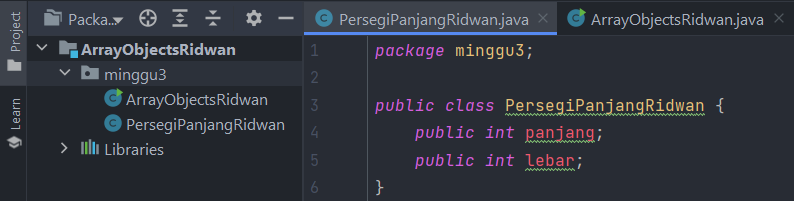 Project
Learn
Packa...
ArrayObjectsRidwan
minggu3
ArrayObjectsRidwan
PersegiPanjangRidwan
Libraries
PersegiPanjangRidwan.java
ArrayObjectsRidwan.java
1 package minggu3;
2
3 public class PersegiPanjangRidwan {
4 public int panjang;
5 public int lebar;
6 }